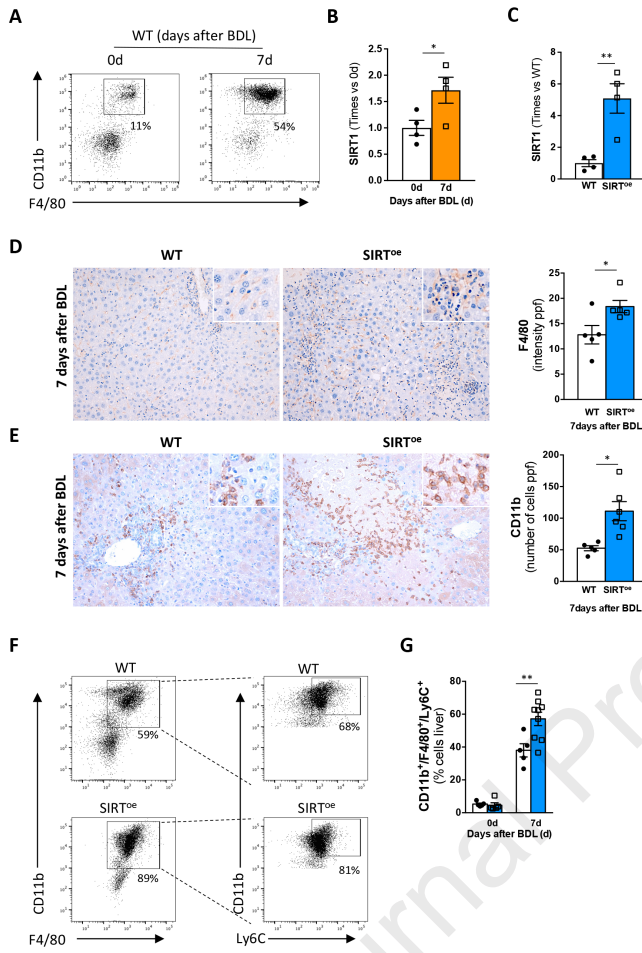 A
WT (days after BDL)
0d
7d
11%
54%
CD11b
F4/80
B
SIRT1 (Times vs 0d)
2.5
2.0
1.5
1.0
0.5
0.0
*
0d
7d
Days after BDL (d)
C
SIRT1 (Times vs WT)
8
6
4
2
0
**
WT
SIRToe
D
WT
SIRToe
7 days after BDL
F4/80
(intensity ppf)
30
25
20
15
10
5
0
*
WT SIRToe
7days after BDL
E
WT
SIRToe
7 days after BDL
CD11b
(number of cells ppf)
200
150
100
50
0
*
WT SIRToe
7days after BDL
F
WT
WT
59%
68%
SIRToe
SIRToe
89%
81%
CD11b
CD11b
F4/80
Ly6C
G
CD11b+/F4/80+/Ly6C+
(% cells liver)
80
60
40
20
0
**
0d
7d
Days after BDL (d)
urnal Pre